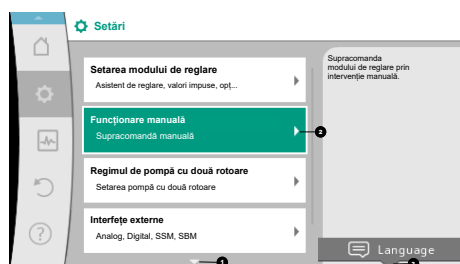 Setări
Setarea modului de reglare
Asistent de reglare, valori impuse, opț...
Funcționare manuală
Supracomandă manuală
2
Regimul de pompă cu două rotoare
Setarea pompă cu două rotoare
Interfețe externe
Analog, Digital, SSM, SBM
1
Supracomanda
modului de reglare prin
intervenție manuală.
Language
3